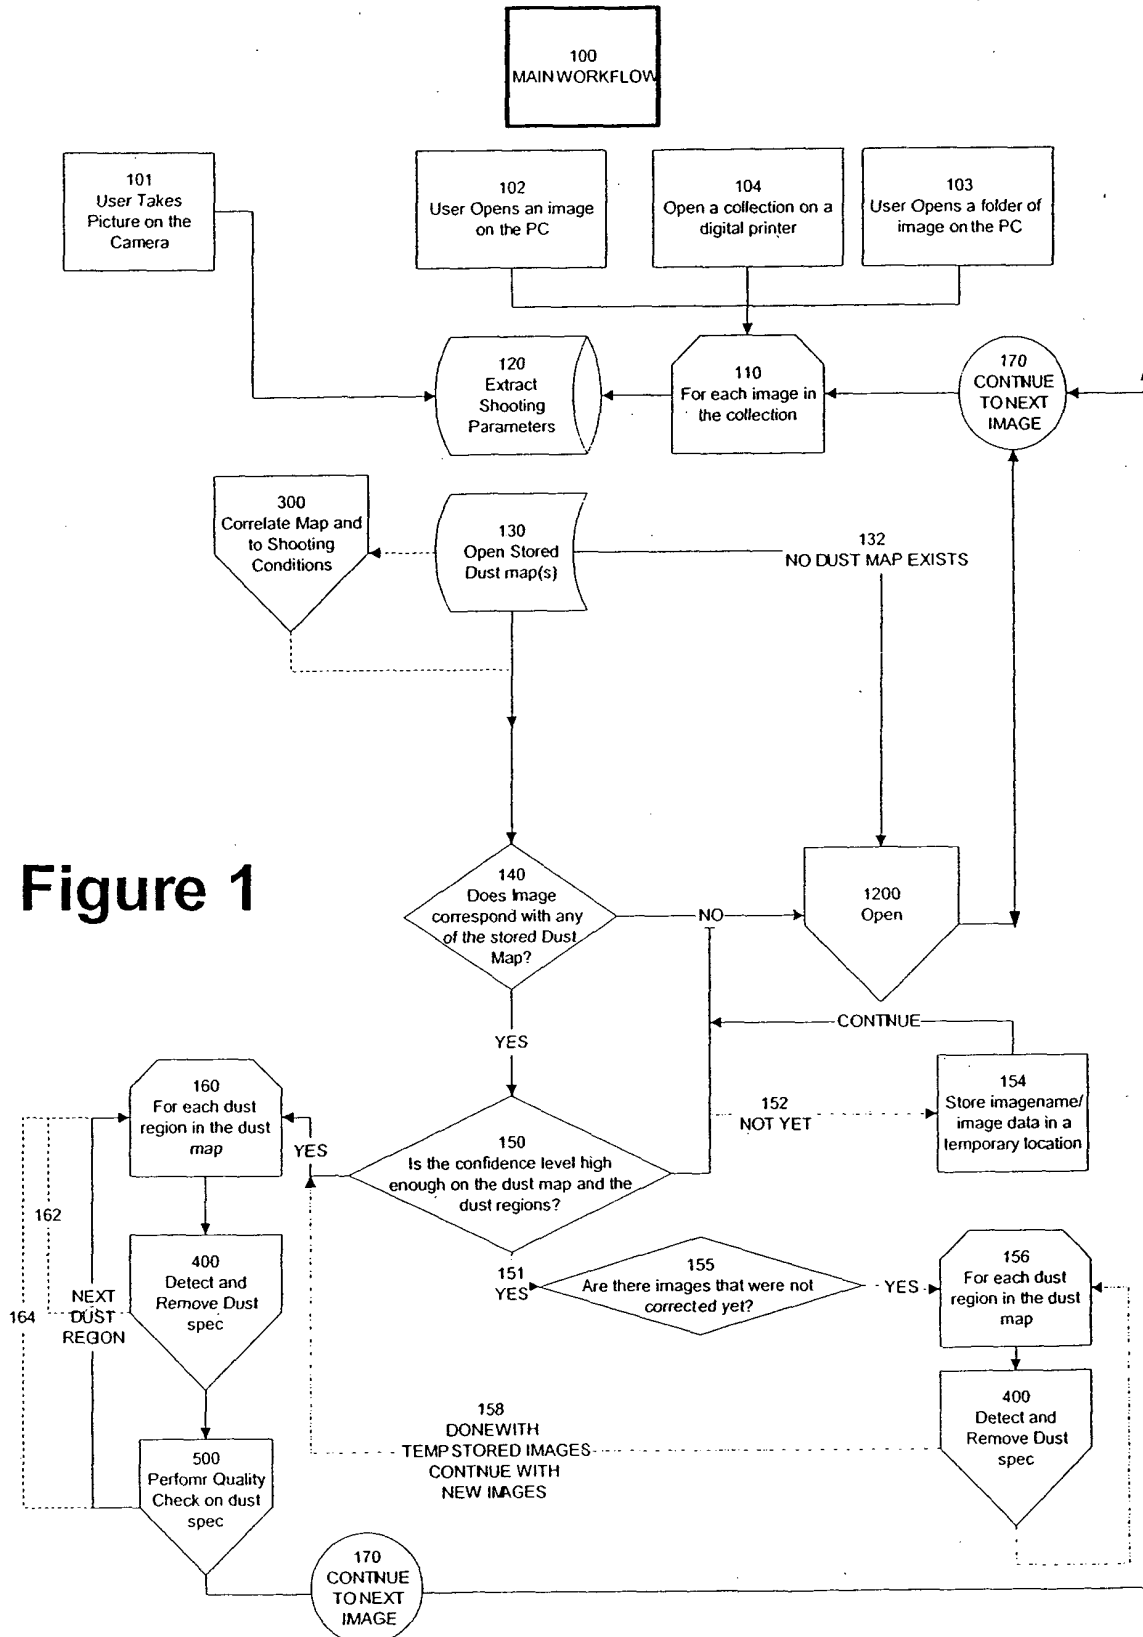 100
MAIN WORKFLOW
101
User Takes
Picture on the
Camera
102
User Opens an image
on the PC
104
Open a collection on a
digital printer
103
User Opens a folder of
image on the PC
120
Extract
Shooting
Parameters
110
For each image in
the collection
170
CONTNUE
TO NEXT
IMAGE
300
Correlate Map and
to Shooting
Conditions
130
Open Stored
Dust map(s)
132
NO DUST MAP EXISTS
Figure 1
140
Does Image
correspond with any
of the stored Dust
Map?
NO
1200
Open
YES
CONTNUE
160
For each dust
region in the dust
map
YES
150
Is the confidence level high
enough on the dust map and the
dust regions?
152
NOT YET
154
Store imagename/
image data in a
temporary location
162
164
NEXT
DUST
REGION
400
Detect and
Remove Dust
spec
151
YES
155
Are there images that were not
corrected yet?
YES
156
For each dust
region in the dust
map
400
Detect and
Remove Dust
spec
158
DONE WITH
TEMP STORED IMAGES
CONTNUE WITH
NEW IMAGES
500
Perfomr Quality
Check on dust
spec
170
CONTNUE
TO NEXT
IMAGE